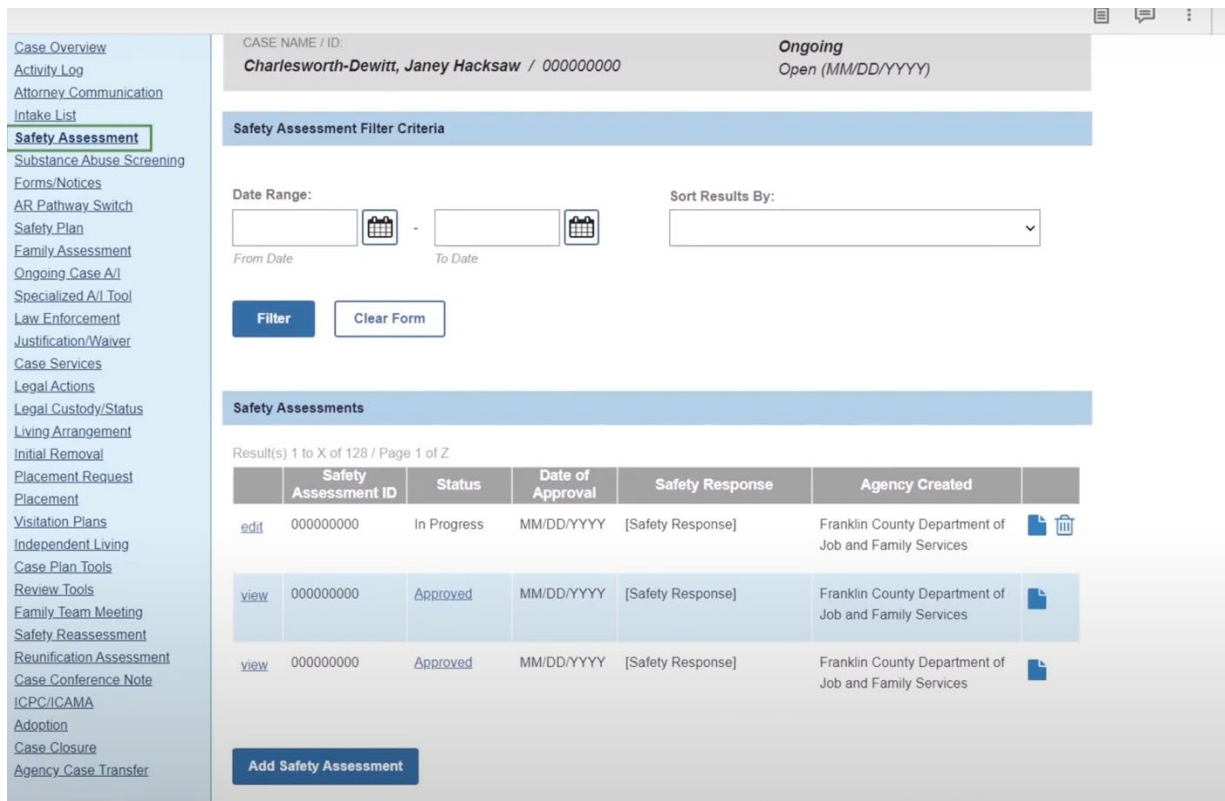 Case Overview
Activity Log
Attorney Communication
Intake List
Safety Assessment
Substance Abuse Screening
Forms/Notices
AR Pathway Switch
Safety Plan
Family Assessment
Ongoing Case A/I
Specialized A/I Tool
Law Enforcement
Justification/Waiver
Case Services
Legal Actions
Legal Custody/Status
Living Arrangement
Initial Removal
Placement Request
Placement
Visitation Plans
Independent Living
Case Plan Tools
Review Tools
Family Team Meeting
Safety Reassessment
Reunification Assessment
Case Conference Note
ICPC/ICAMA
Adoption
Case Closure
Agency Case Transfer
CASE NAME / ID:
Charlesworth-Dewitt, Janey Hacksaw / 000000000
Ongoing
Open (MM/DD/YYYY)
Safety Assessment Filter Criteria
Date Range:
-
From Date
To Date
Sort Results By:
Filter
Clear Form
Safety Assessments
Result(s) 1 to X of 128 / Page 1 of Z
Safety
Assessment ID
Status
Date of
Approval
Safety Response
Agency Created
edit
000000000
In Progress
MM/DD/YYYY
[Safety Response]
Franklin County Department of
Job and Family Services
view
000000000
Approved
MM/DD/YYYY
[Safety Response]
Franklin County Department of
Job and Family Services
view
000000000
Approved
MM/DD/YYYY
[Safety Response]
Franklin County Department of
Job and Family Services
Add Safety Assessment